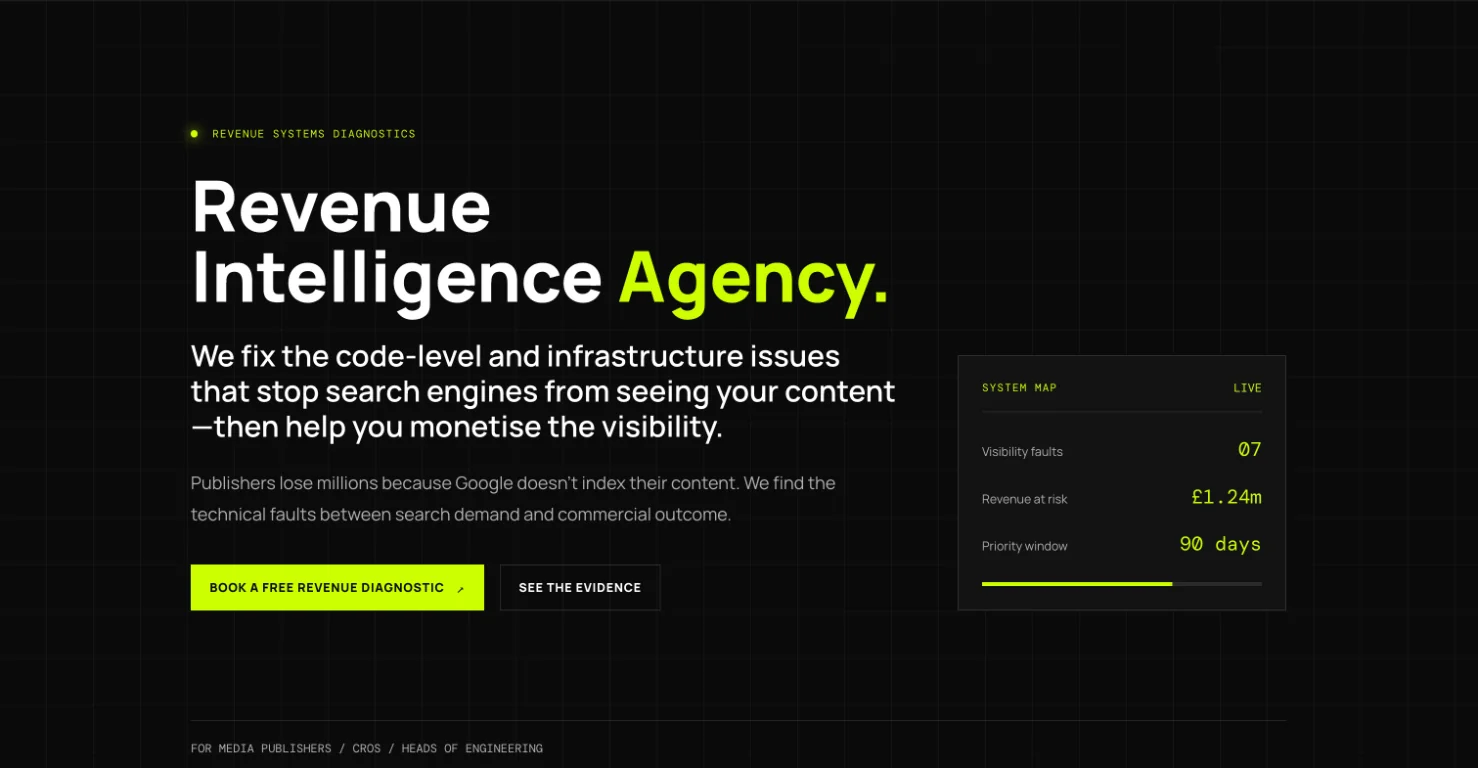 REVENUE SYSTEMS DIAGNOSTICS
Revenue
Intelligence Agency.
We fix the code-level and infrastructure issues
that stop search engines from seeing your content
—then help you monetise the visibility.
Publishers lose millions because Google doesn't index their content. We find the
technical faults between search demand and commercial outcome.
BOOK A FREE REVENUE DIAGNOSTIC ↗
SEE THE EVIDENCE
SYSTEM MAP
LIVE
Visibility faults 07
Revenue at risk £1.24m
Priority window 90 days
FOR MEDIA PUBLISHERS / CROS / HEADS OF ENGINEERING